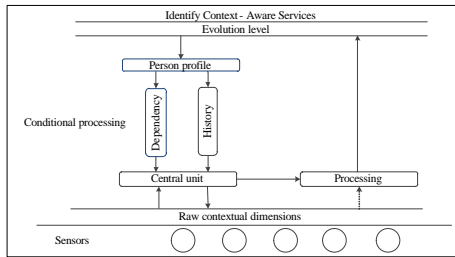 Identify Context - Aware Services
Evolution level
Person profile
Dependency
History
Conditional processing
Central unit
Processing
Raw contextual dimensions
Sensors